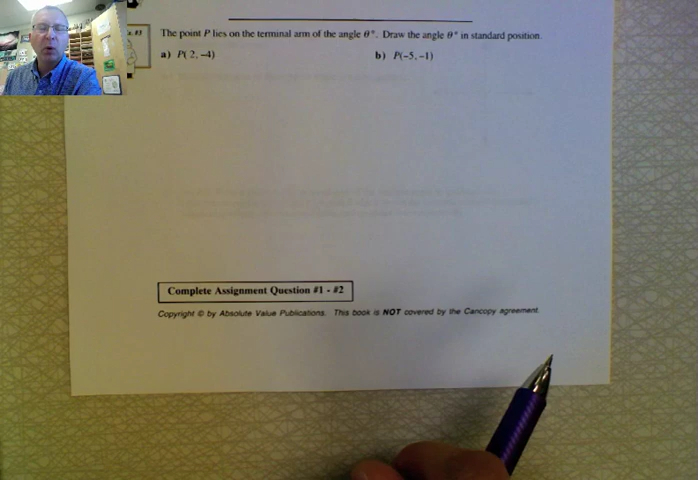 The point P lies on the terminal arm of the angle θ°. Draw the angle θ° in standard position.
a) P(2, –4) b) P(–5, –1)
Complete Assignment Question #1 - #2
Copyright © by Absolute Value Publications. This book is NOT covered by the Cancopy agreement.